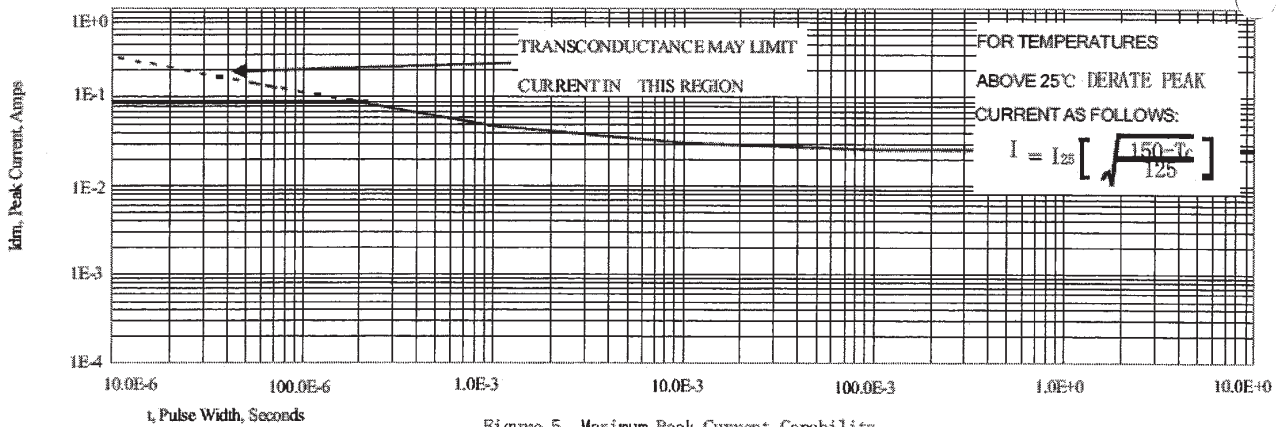 1E+0
TRANSCONDUCTANCE MAY LIMIT
CURRENT IN THIS REGION
FOR TEMPERATURES
ABOVE 25℃ DERATE PEAK
CURRENT AS FOLLOWS:
I = I25 [ √ 150-Tc / 125 ]
Idm, Peak Current, Amps
1E-1
1E-2
1E-3
1E-4
10.0E-6 100.0E-6 1.0E-3 10.0E-3 100.0E-3 1.0E+0 10.0E+0
t, Pulse Width, Seconds
Figure 5. Maximum Peak Current Capability